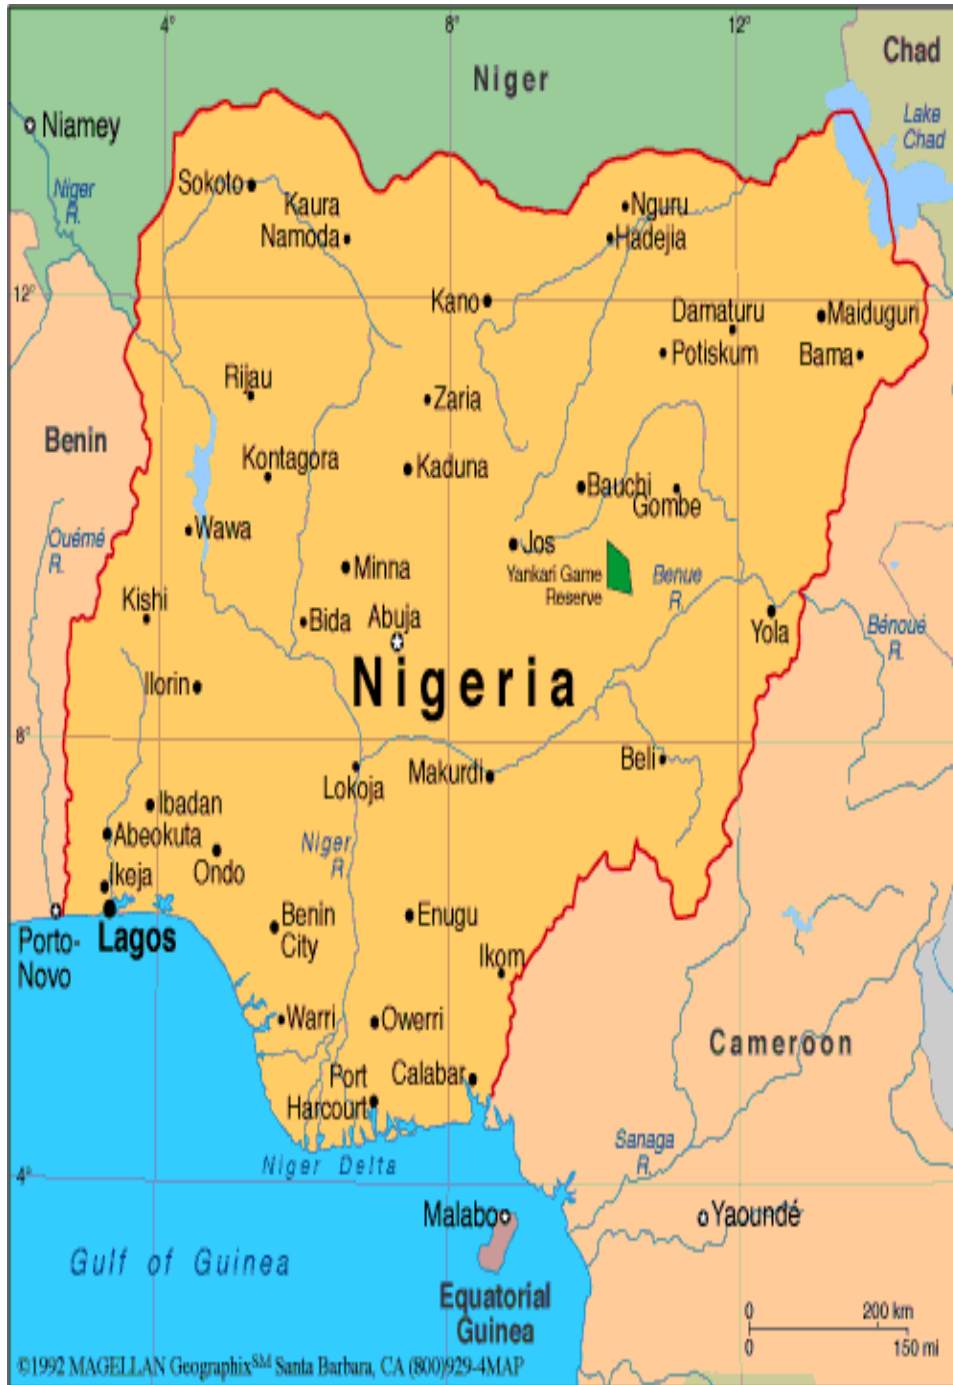 4°
8°
12°
Chad
Niger
Niamey
Lake
Chad
Niger
R.
Sokoto
Kaura
Namoda
Nguru
Hadejia
12°
Kano
Damaturu
Maiduguri
Potiskum
Bama
Rijau
Zaria
Benin
Kontagora
Kaduna
Bauchi
Gombe
Ouémé
R.
Wawa
Jos
Minna
Yankari Game
Reserve
Benue
R.
Kishi
Bida
Abuja
Yola
Bénoué
R.
Nigeria
Ilorin
8°
Lokoja
Makurdi
Beli
Ibadan
Abeokuta
Ondo
Niger
R
Ikeja
Lagos
Benin
City
Enugu
Porto-
Novo
Ikom
Warri
Owerri
Cameroon
Port
Harcourt
Calabar
Niger Delta
Sanaga
R.
4°
Malabo
Yaoundé
Gulf of Guinea
Equatorial
Guinea
0 200 km
0 150 mi
©1992 MAGELLAN Geographix℠ Santa Barbara, CA (800)929-4MAP